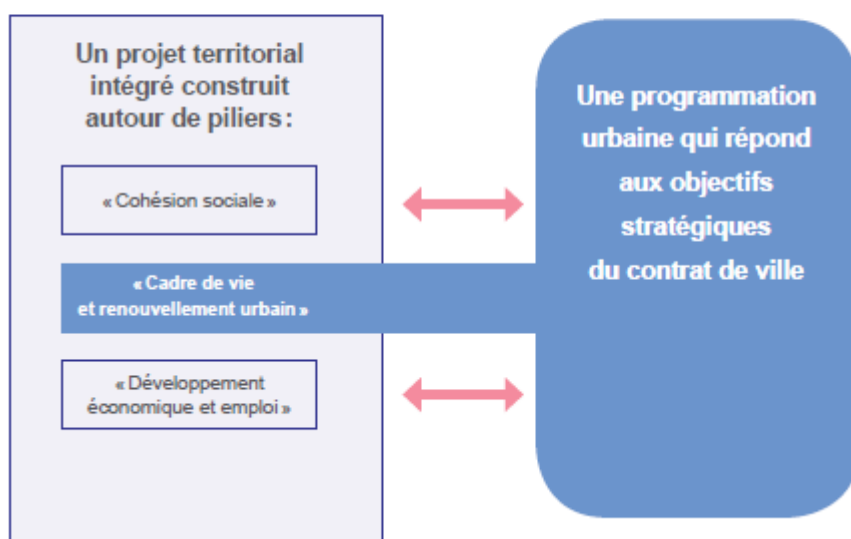 Un projet territorial
intégré construit
autour de piliers :
« Cohésion sociale »
« Cadre de vie
et renouvellement urbain »
« Développement
économique et emploi »
Une programmation
urbaine qui répond
aux objectifs
stratégiques
du contrat de ville